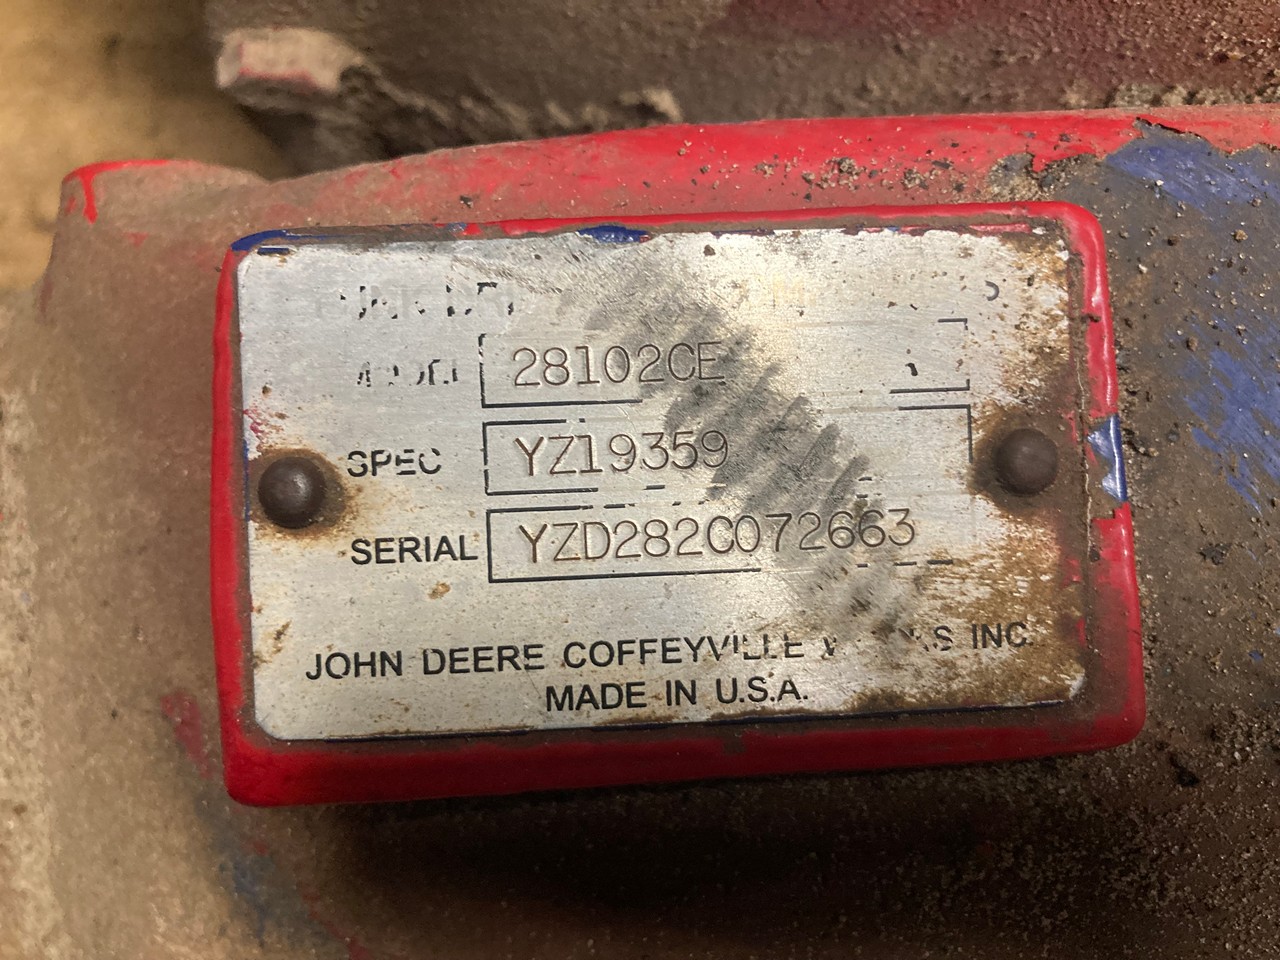 28102CE
SPEC YZ19359
SERIAL YZD282C072663
JOHN DEERE COFFEYVILLE INC.
MADE IN U.S.A.